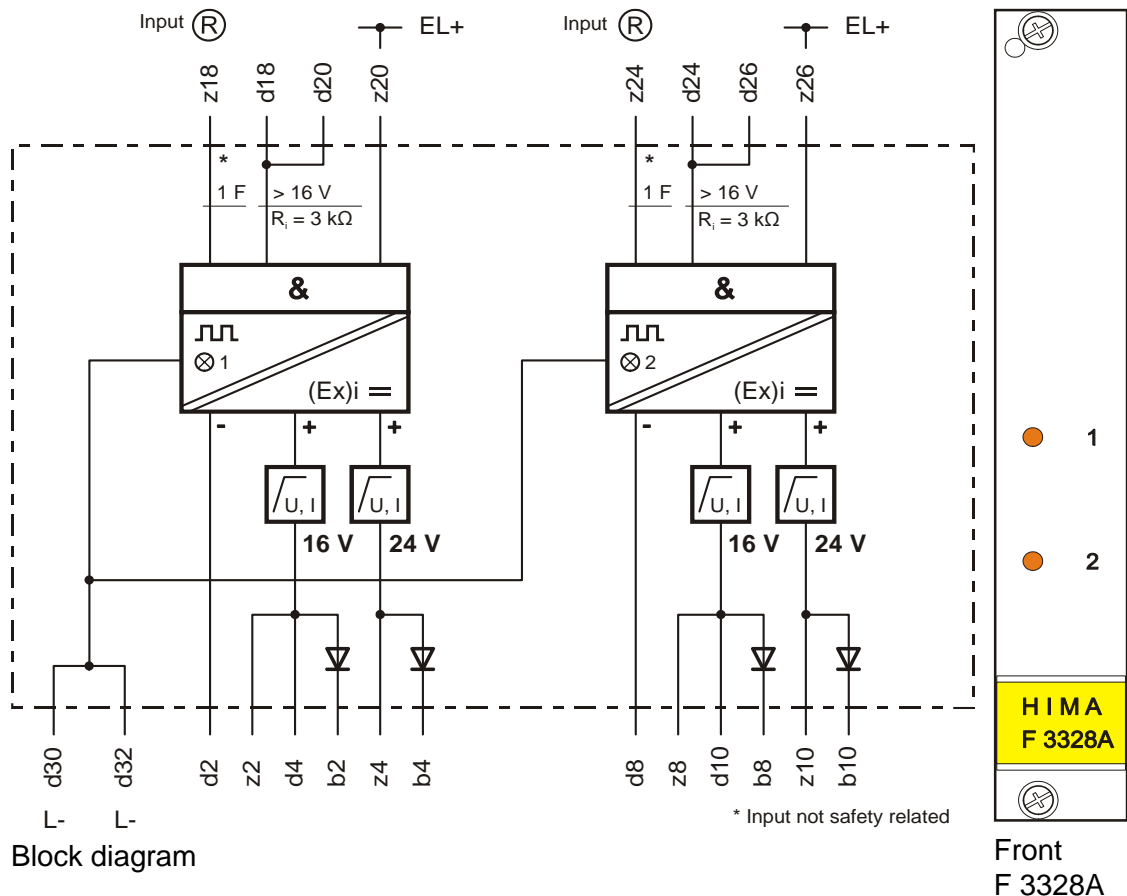 Input R
EL+
Input R
EL+
z18
d18
d20
z20
z24
d24
d26
z26
*
1 F
> 16 V
Ri = 3 kΩ
*
1 F
> 16 V
Ri = 3 kΩ
&
&
1
(Ex)i =
2
(Ex)i =
-
+
+
-
+
+
U, I
U, I
U, I
U, I
16 V
24 V
16 V
24 V
1
2
H I M A
F 3328A
d30
d32
d2
z2
d4
b2
z4
b4
d8
z8
d10
b8
z10
b10
L-
L-
* Input not safety related
Block diagram
Front
F 3328A